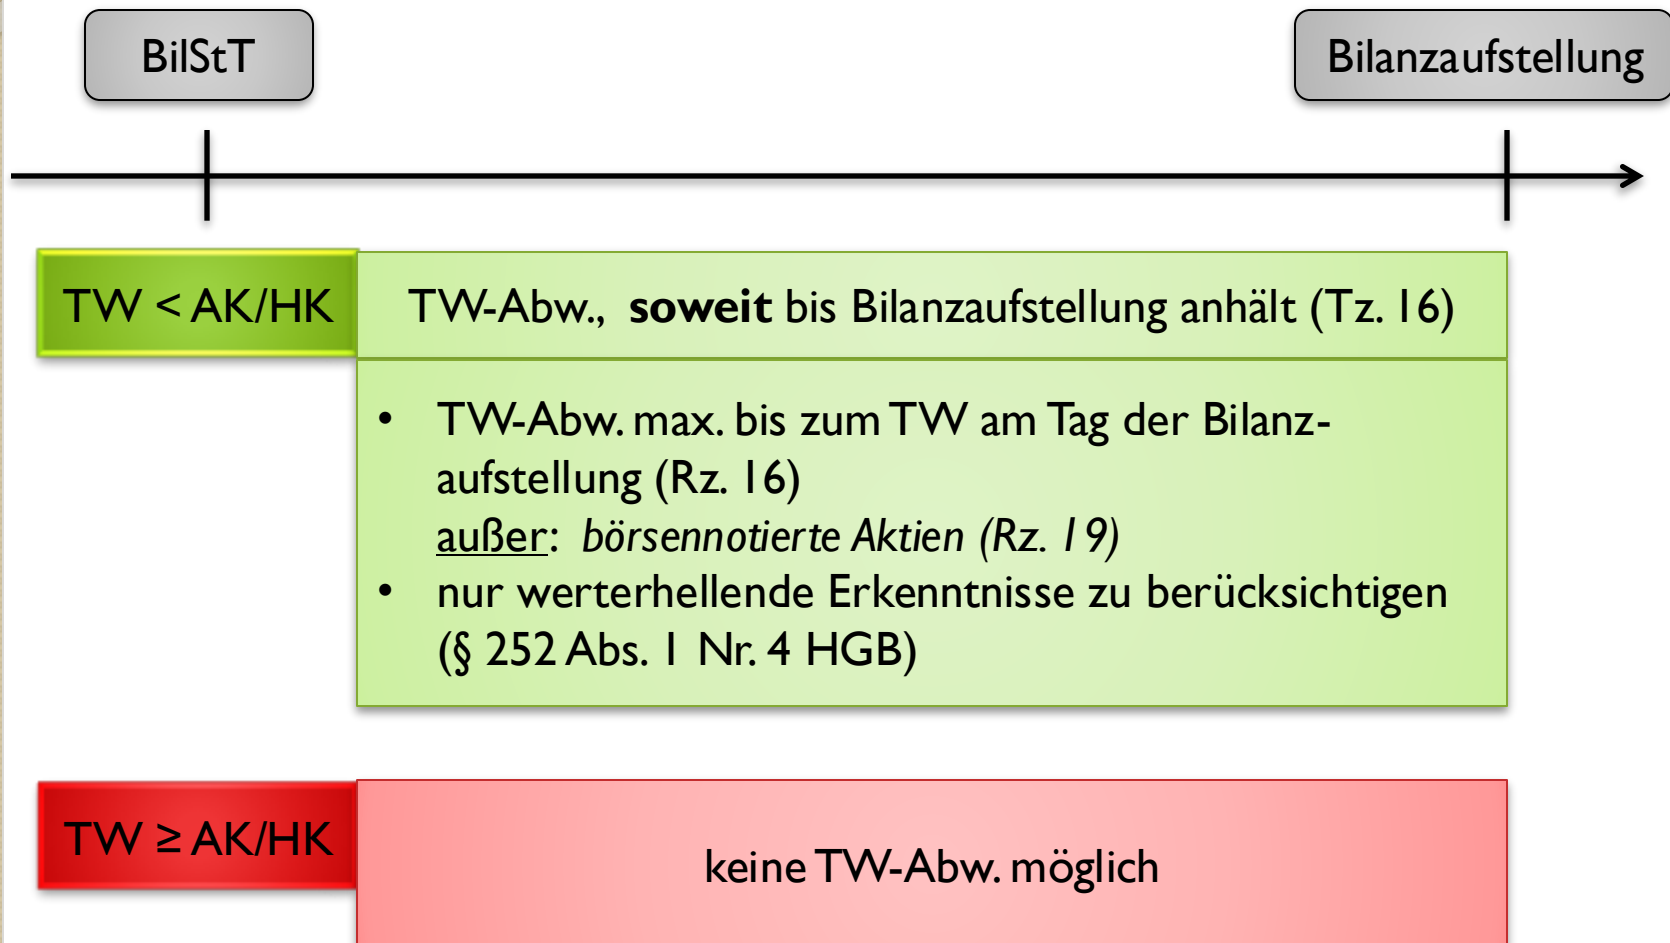 BilStT
Bilanzaufstellung
TW < AK/HK
TW-Abw., soweit bis Bilanzaufstellung anhält (Tz. 16)
• TW-Abw. max. bis zum TW am Tag der Bilanz-
aufstellung (Rz. 16)
außer: börsennotierte Aktien (Rz. 19)
• nur werterhellende Erkenntnisse zu berücksichtigen
(§ 252 Abs. 1 Nr. 4 HGB)
TW ≥ AK/HK
keine TW-Abw. möglich